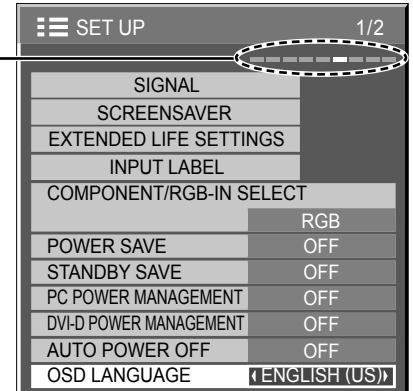 SET UP 1/2
SIGNAL
SCREENSAVER
EXTENDED LIFE SETTINGS
INPUT LABEL
COMPONENT/RGB-IN SELECT
RGB
POWER SAVE OFF
STANDBY SAVE OFF
PC POWER MANAGEMENT OFF
DVI-D POWER MANAGEMENT OFF
AUTO POWER OFF OFF
OSD LANGUAGE ENGLISH (US)